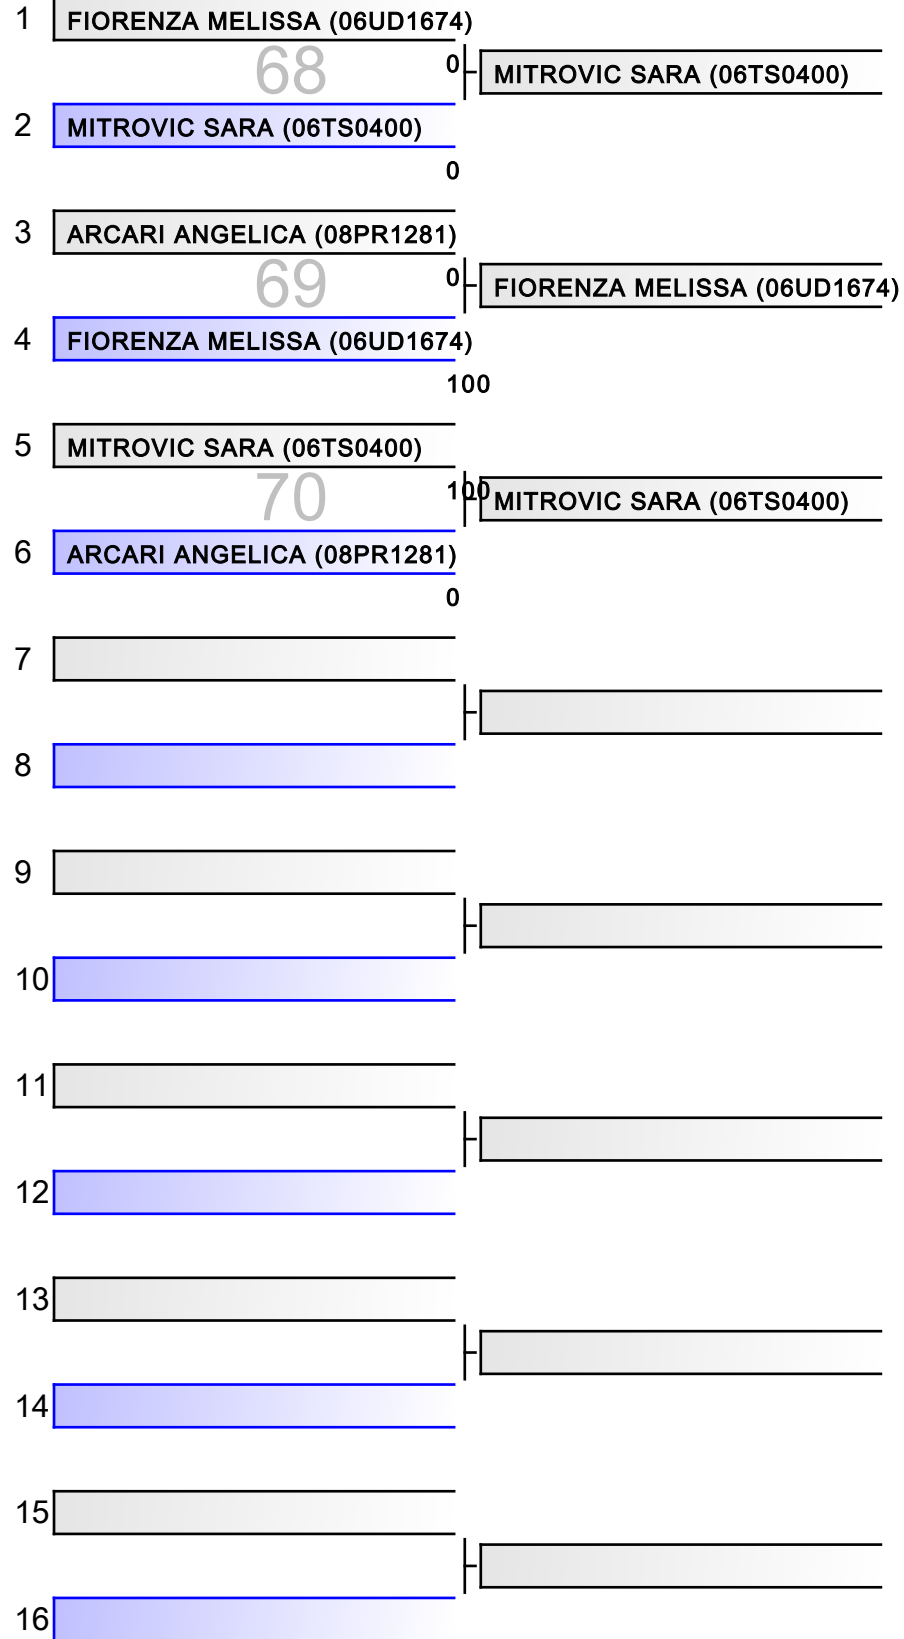 1 FIORENZA MELISSA (06UD1674)
68 0 MITROVIC SARA (06TS0400)
2 MITROVIC SARA (06TS0400)
0
3 ARCARI ANGELICA (08PR1281)
69 0 FIORENZA MELISSA (06UD1674)
4 FIORENZA MELISSA (06UD1674)
100
5 MITROVIC SARA (06TS0400)
70 100 MITROVIC SARA (06TS0400)
6 ARCARI ANGELICA (08PR1281)
0
7
8
9
10
11
12
13
14
15
16